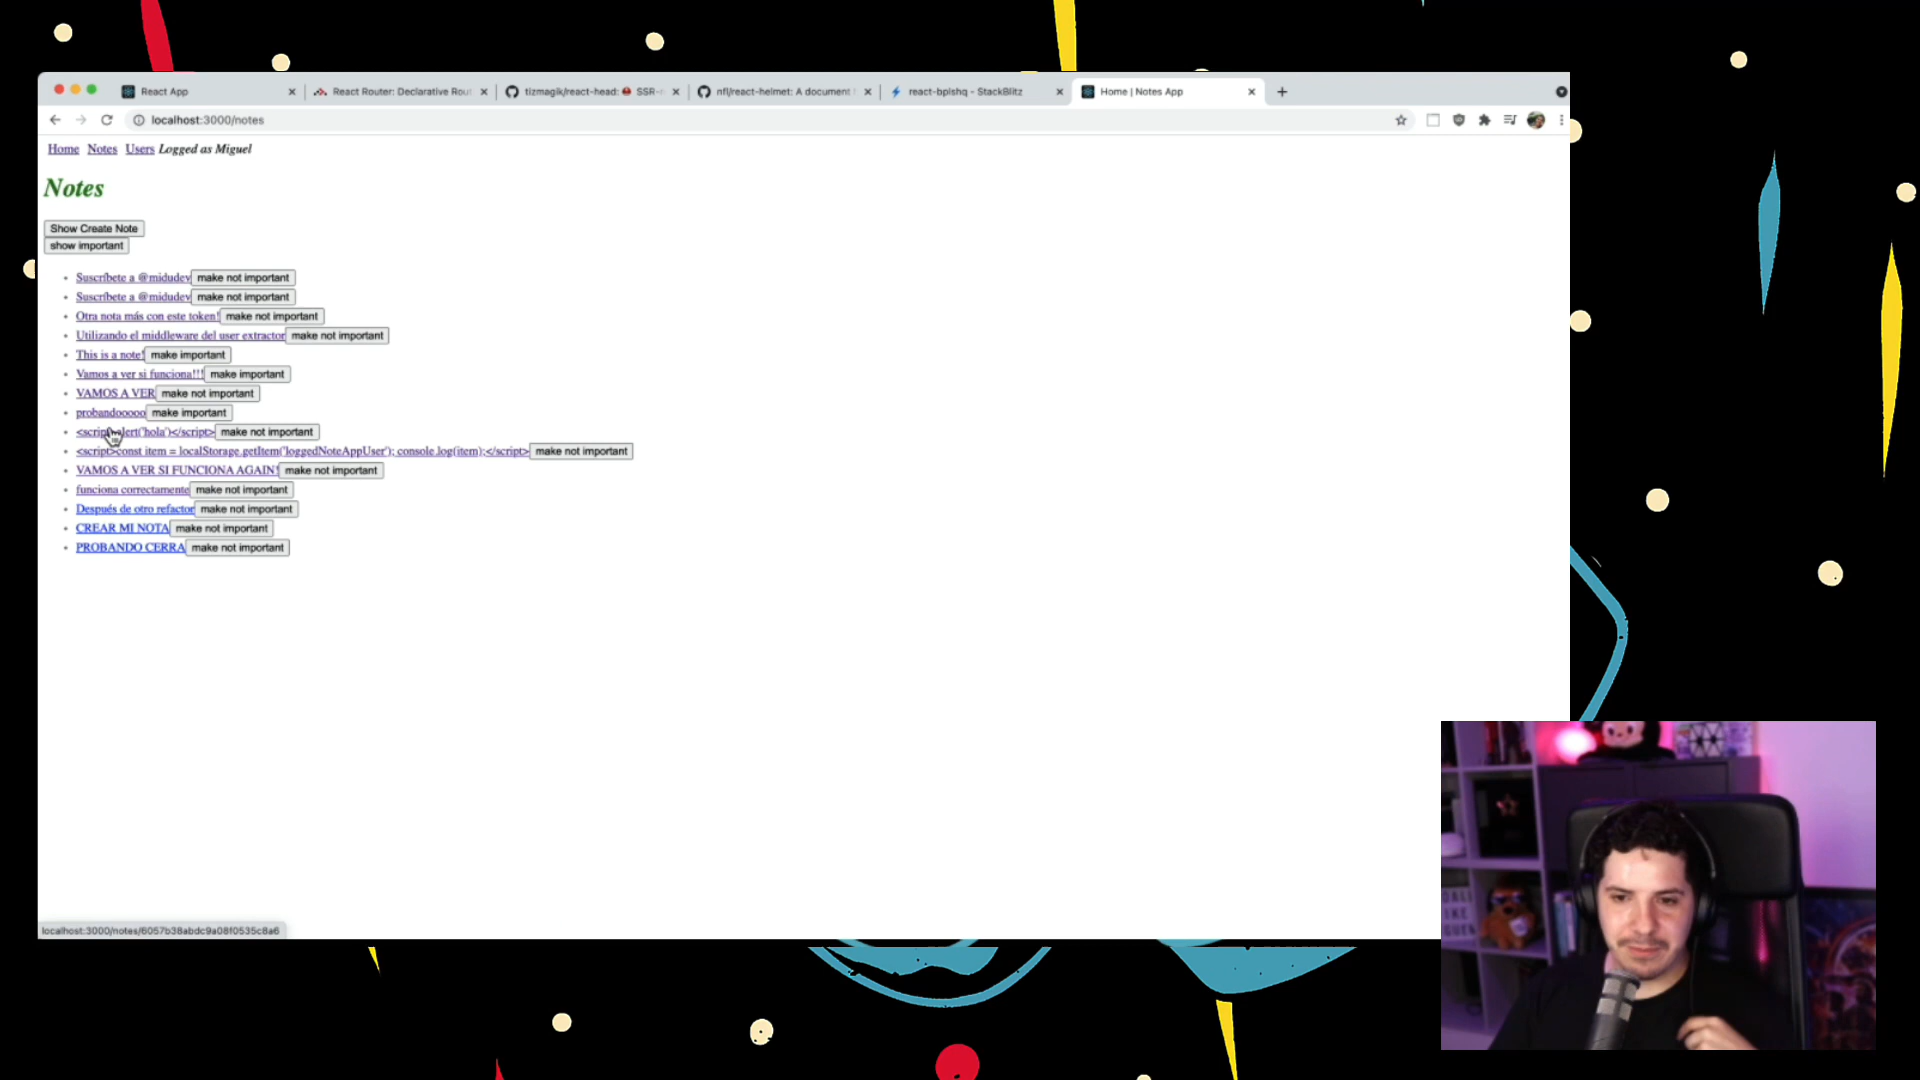 React App
React Router: Declarative Rout
tizmagik/react-head: SSR-
nfl/react-helmet: A document
react-bplshq - StackBlitz
Home | Notes App
localhost:3000/notes
Home Notes Users Logged as Miguel
Notes
Show Create Note
show important
Suscríbete a @midudev make not important
Suscríbete a @midudev make not important
Otra nota más con este token! make not important
Utilizando el middleware del user extractor make not important
This is a note! make important
Vamos a ver si funciona!!! make important
VAMOS A VER make not important
probandooooo make important
<script>alert('hola')</script> make not important
<script>const item = localStorage.getItem('loggedNoteAppUser'); console.log(item);</script> make not important
VAMOS A VER SI FUNCIONA AGAIN! make not important
funciona correctamente make not important
Después de otro refactor make not important
CREAR MI NOTA make not important
PROBANDO CERRA make not important
localhost:3000/notes/6057b38abdc9a08f0535c8a6